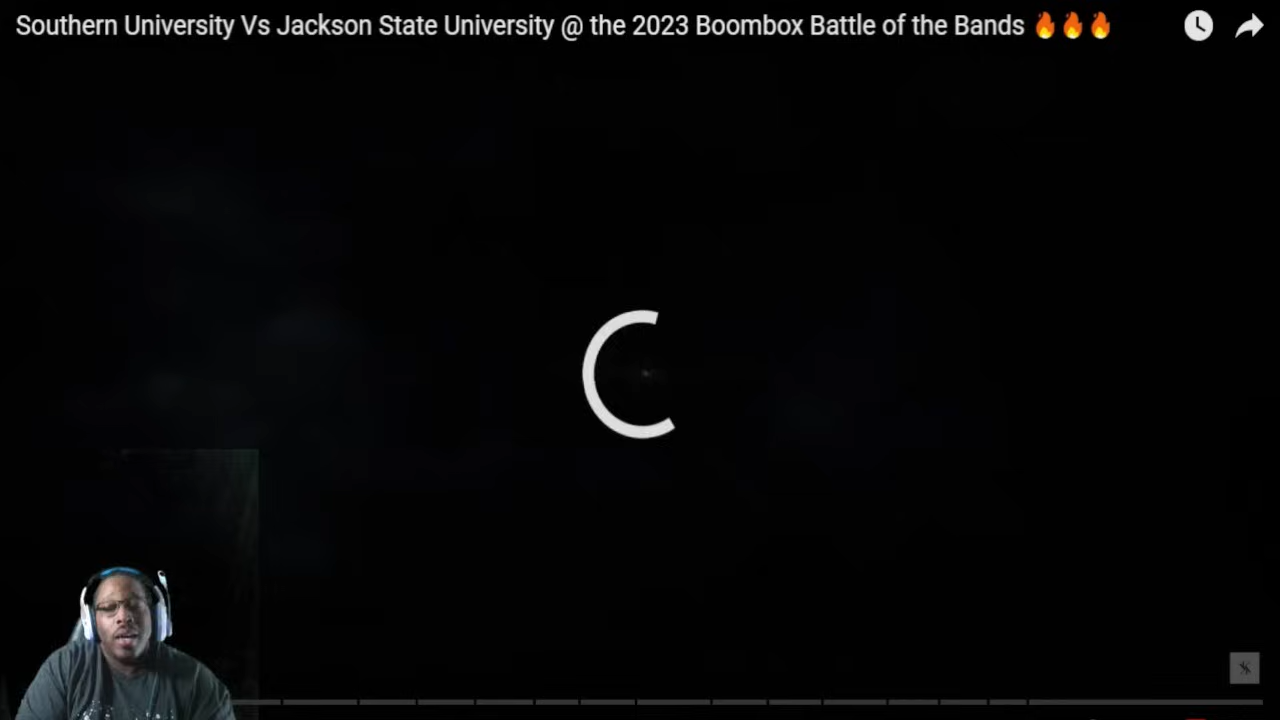 Southern University Vs Jackson State University @ the 2023 Boombox Battle of the Bands 🔥🔥🔥